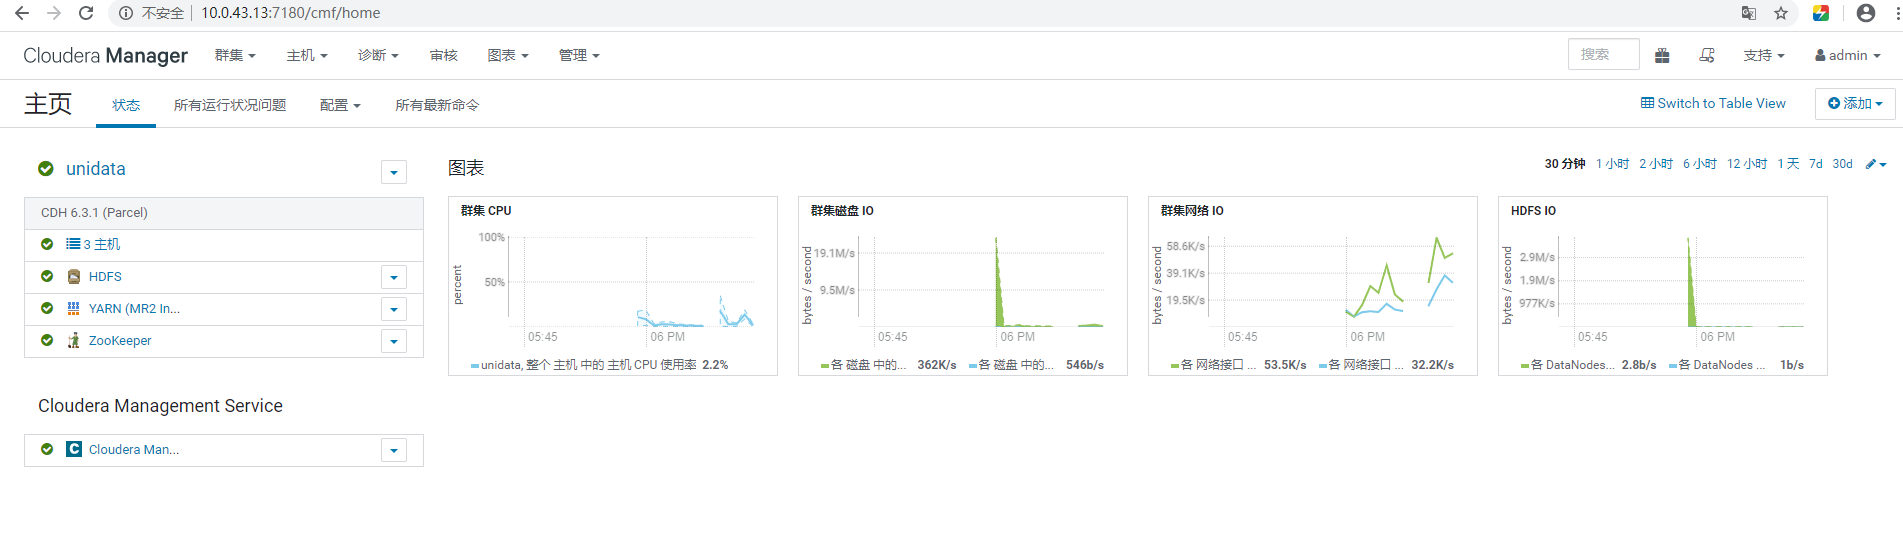 不安全 10.0.43.13:7180/cmf/home
Cloudera Manager 群集 主机 诊断 审核 图表 管理 搜索 支持 admin
主页 状态 所有运行状况问题 配置 所有最新命令 Switch to Table View 添加
unidata
CDH 6.3.1 (Parcel)
3 主机
HDFS
YARN (MR2 In...
ZooKeeper
Cloudera Management Service
Cloudera Man...
图表 30 分钟 1 小时 2 小时 6 小时 12 小时 1 天 7d 30d
群集 CPU
percent
100%
50%
05:45 06 PM
unidata, 整个 主机 中的 主机 CPU 使用率 2.2%
群集磁盘 IO
bytes / second
19.1M/s
9.5M/s
05:45 06 PM
各 磁盘 中的... 362K/s 各 磁盘 中的... 546b/s
群集网络 IO
bytes / second
58.6K/s
39.1K/s
19.5K/s
05:45 06 PM
各 网络接口 ... 53.5K/s 各 网络接口 ... 32.2K/s
HDFS IO
bytes / second
2.9M/s
1.9M/s
977K/s
05:45 06 PM
各 DataNodes... 2.8b/s 各 DataNodes ... 1b/s